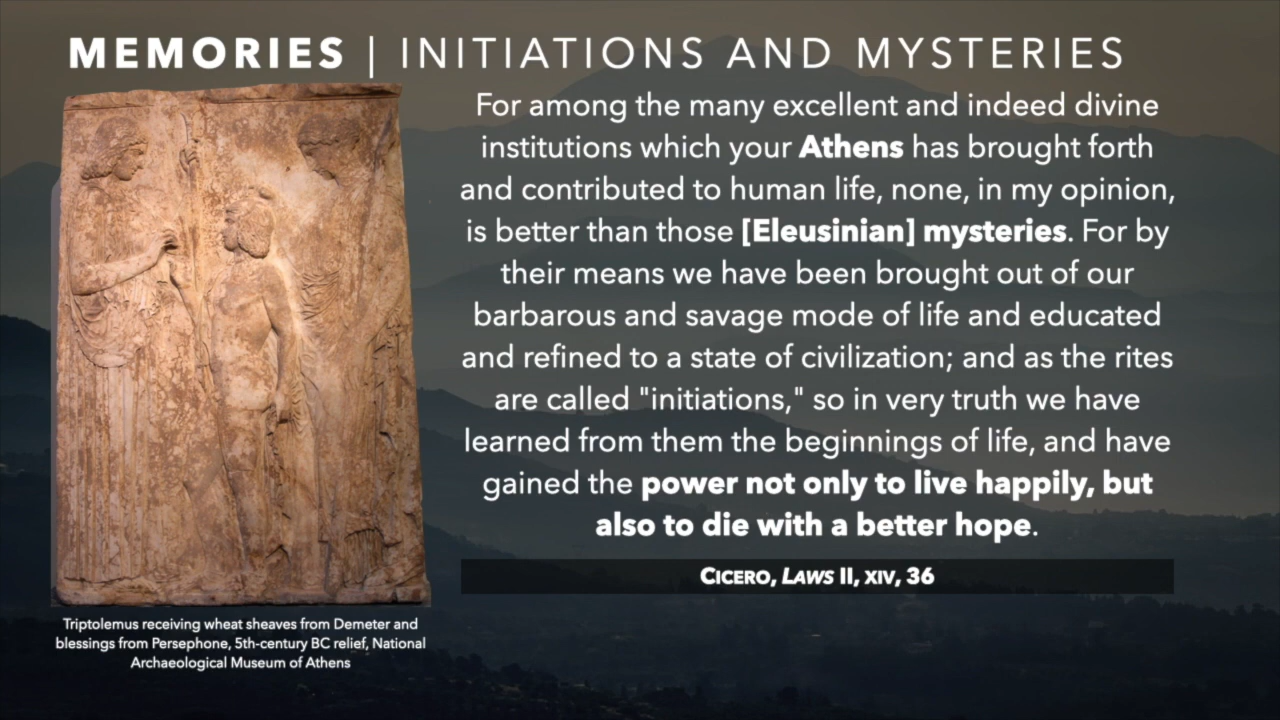 MEMORIES | INITIATIONS AND MYSTERIES
For among the many excellent and indeed divine
institutions which your Athens has brought forth
and contributed to human life, none, in my opinion,
is better than those [Eleusinian] mysteries. For by
their means we have been brought out of our
barbarous and savage mode of life and educated
and refined to a state of civilization; and as the rites
are called "initiations," so in very truth we have
learned from them the beginnings of life, and have
gained the power not only to live happily, but
also to die with a better hope.
CICERO, LAWS II, XIV, 36
Triptolemus receiving wheat sheaves from Demeter and
blessings from Persephone, 5th-century BC relief, National
Archaeological Museum of Athens